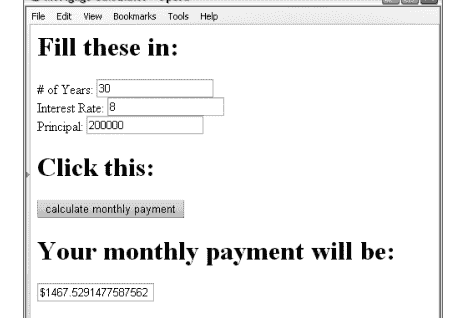 File Edit View Bookmarks Tools Help
Fill these in:
# of Years: 30
Interest Rate: 8
Principal: 200000
Click this:
calculate monthly payment
Your monthly payment will be:
$1467.5291477587562